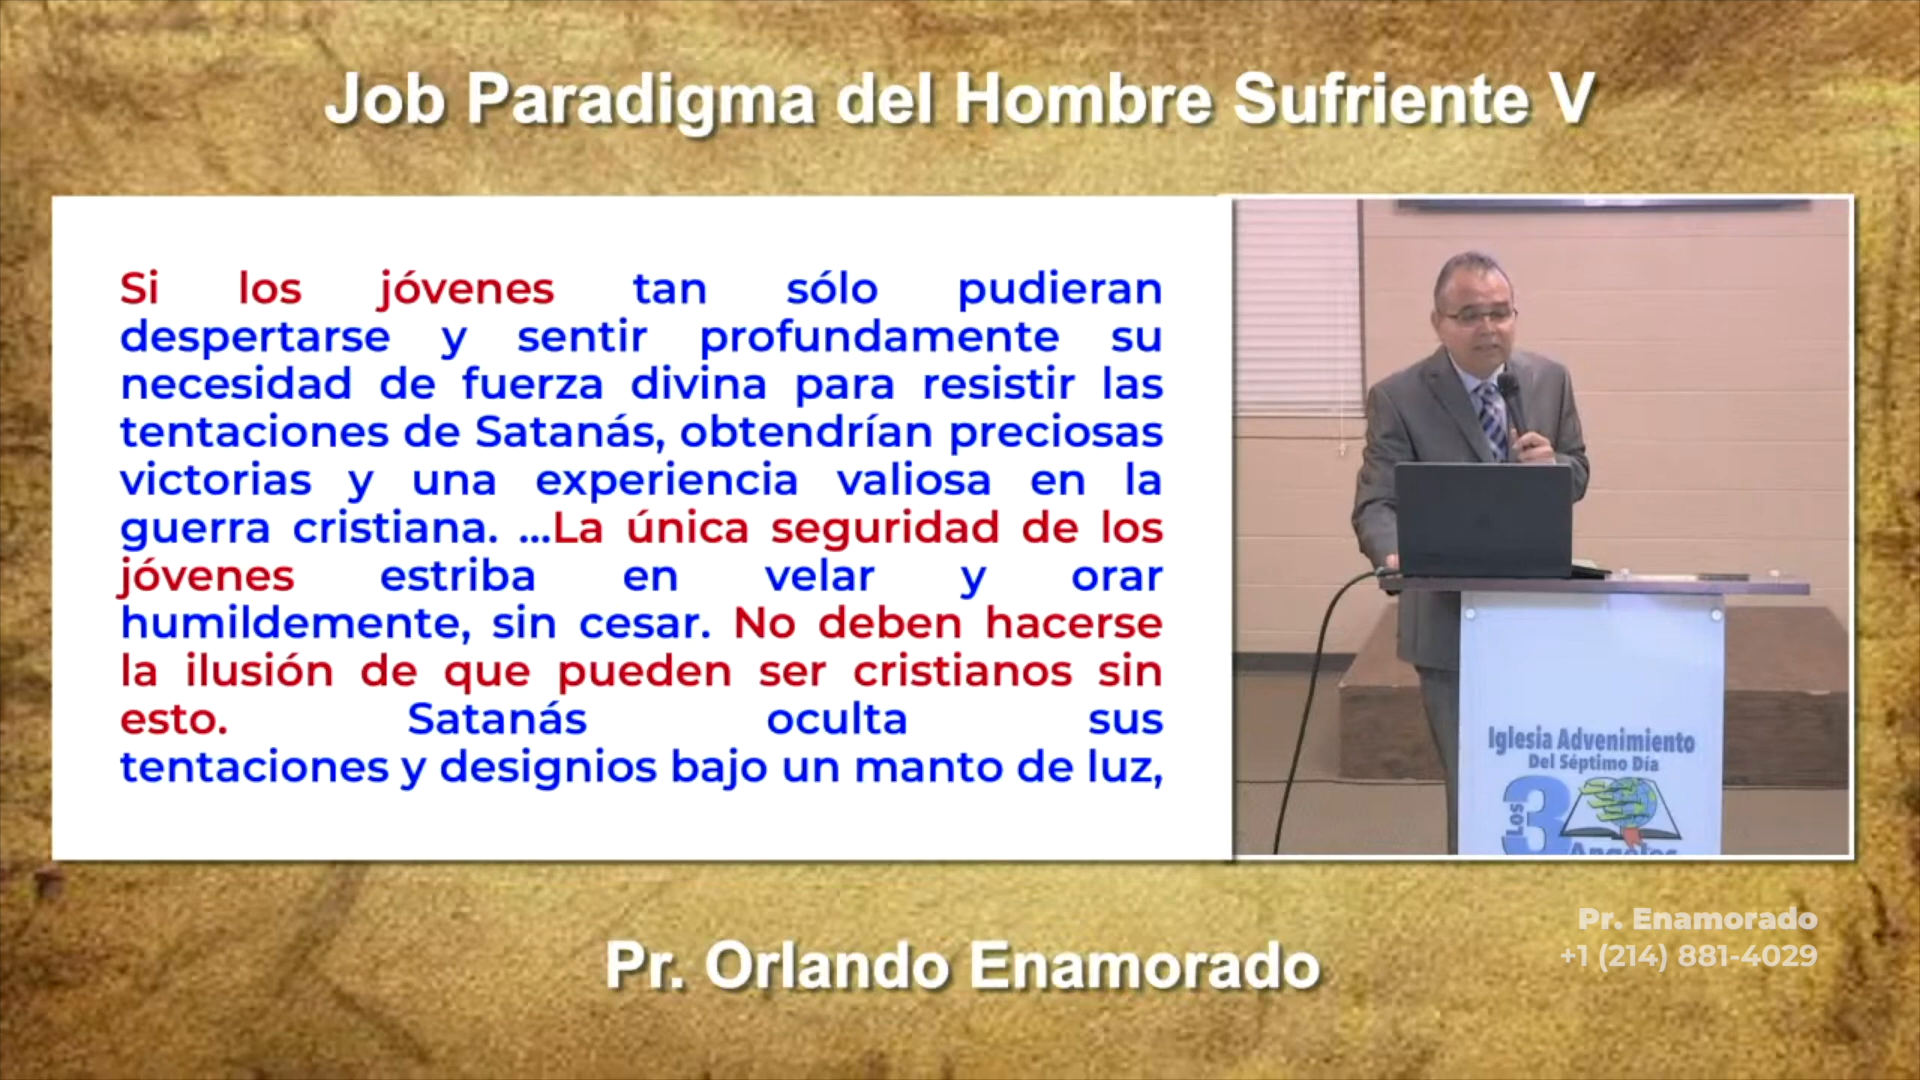 Job Paradigma del Hombre Sufriente V
Si los jóvenes tan sólo pudieran
despertarse y sentir profundamente su
necesidad de fuerza divina para resistir las
tentaciones de Satanás, obtendrían preciosas
victorias y una experiencia valiosa en la
guerra cristiana. ...La única seguridad de los
jóvenes estriba en velar y orar
humildemente, sin cesar. No deben hacerse
la ilusión de que pueden ser cristianos sin
esto. Satanás oculta sus
tentaciones y designios bajo un manto de luz,
Iglesia Advenimiento
Del Séptimo Día
Los 3
Angeles
Pr. Enamorado
+1 (214) 881-4029
Pr. Orlando Enamorado